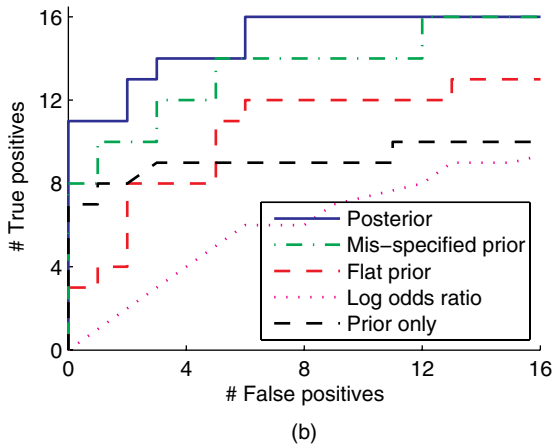 16
12
8
4
0
# True positives
Posterior
Mis-specified prior
Flat prior
Log odds ratio
Prior only
0 4 8 12 16
# False positives
(b)